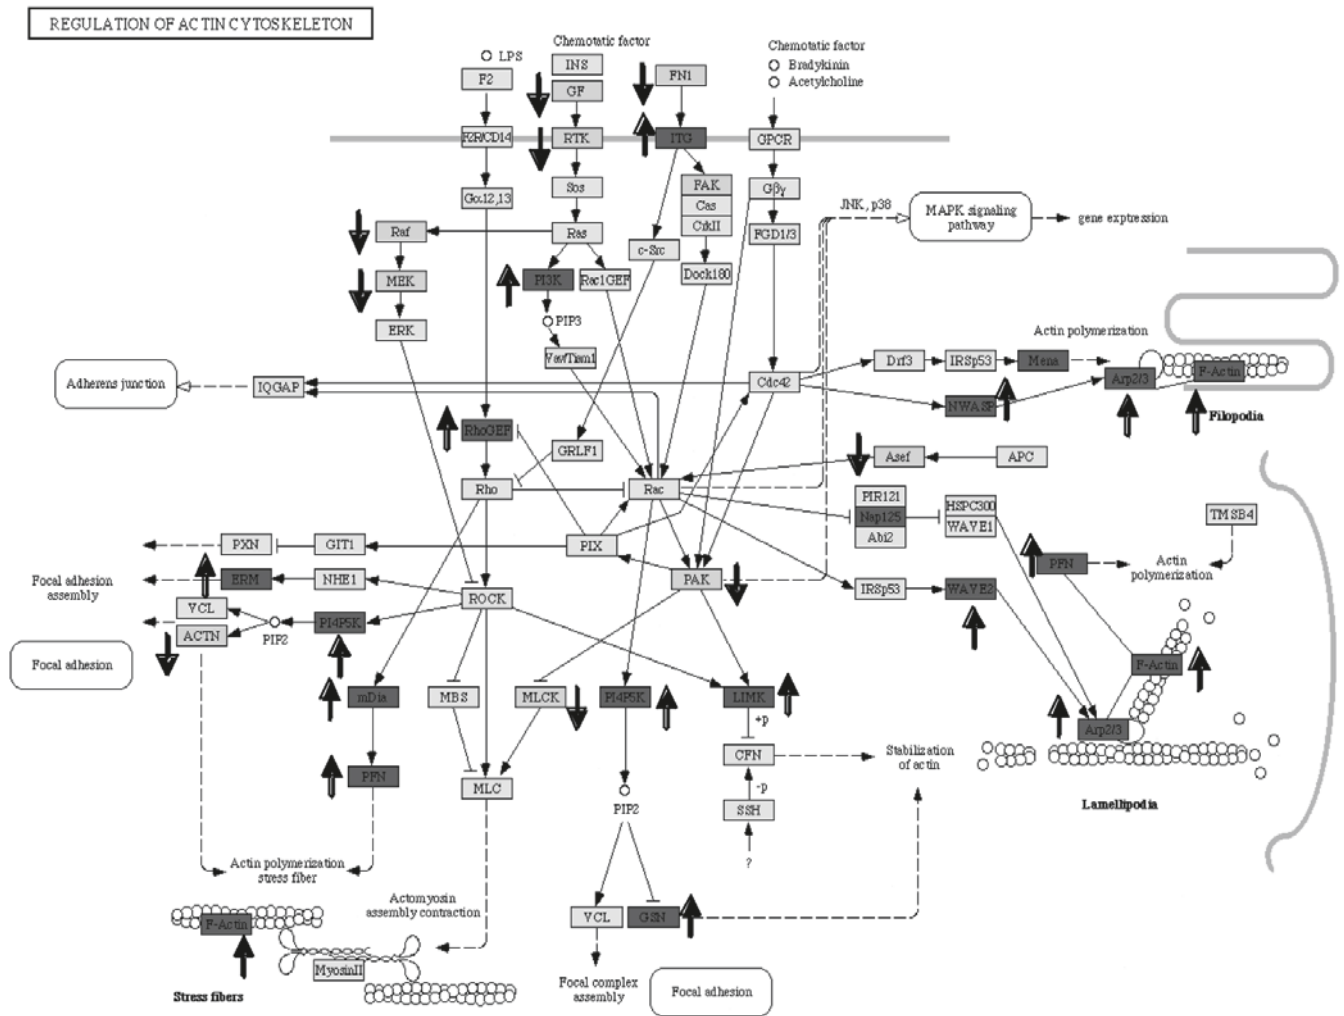 REGULATION OF ACTIN CYTOSKELETON
LPS
F2
F2R/CD14
Gα12,13
Chemotatic factor
INS
GF
RTK
Sos
Ras
FN1
ITG
FAK
Cas
CrkII
c-Src
Dock180
Chemotatic factor
Bradykinin
Acetylcholine
GPCR
Gβγ
FGD1/3
JNK, p38
MAPK signaling
pathway
gene exptression
Raf
MEK
ERK
PI3K
Rac1GEF
PIP3
Vav/Tiam1
Adherens junction
IQGAP
Cdc42
Drf3
IRSp53
Mena
Actin polymerization
Arp2/3
F-Actin
Filopodia
NWASP
RhoGEF
GRLF1
Asef
APC
Rho
Rac
PIR121
Nap125
Abi2
HSPC300
WAVE1
TMSB4
PXN
GIT1
PIX
PFN
Actin
polymerization
Focal adhesion
assembly
ERM
NHE1
ROCK
PAK
IRSp53
WAVE2
VCL
ACTN
PIP2
PI4P5K
Focal adhesion
mDia
MBS
MLCK
PI4P5K
LIMK
+p
F-Actin
Arp2/3
PFN
MLC
CFN
-p
SSH
?
Stabilization
of actin
Lamellipodia
PIP2
Actin polymerization
stress fiber
Actomyosin
assembly contraction
VCL
GSN
F-Actin
MyosinII
Stress fibers
Focal complex
assembly
Focal adhesion